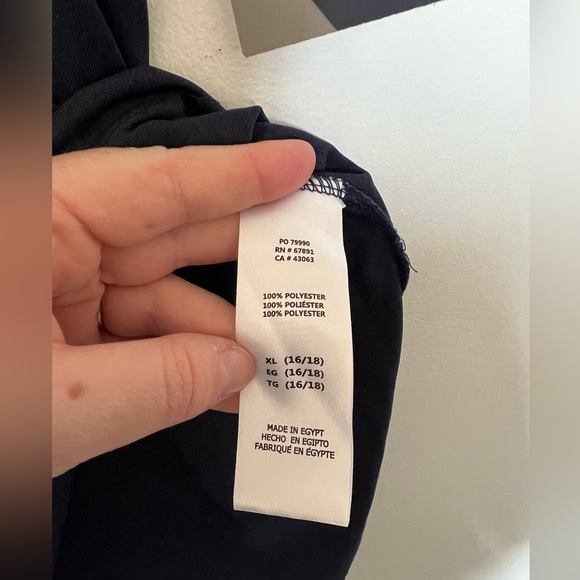 PO 79990
RN # 67891
CA # 43063
100% POLYESTER
100% POLIÉSTER
100% POLYESTER
XL (16/18)
EG (16/18)
TG (16/18)
MADE IN EGYPT
HECHO EN EGIPTO
FABRIQUÉ EN ÉGYPTE